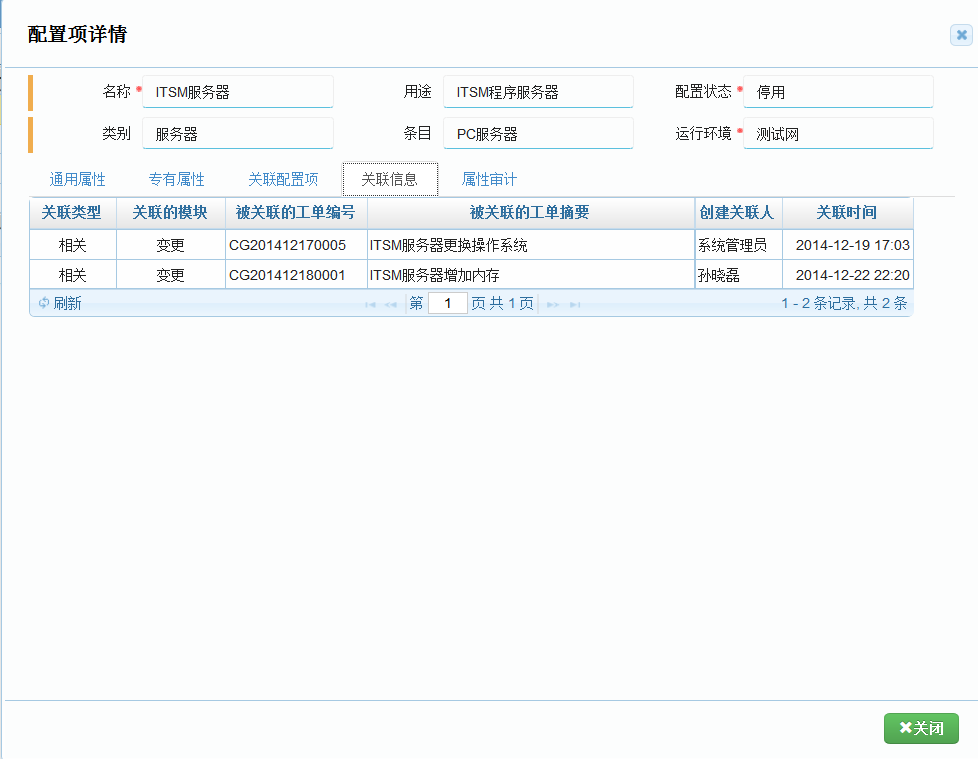 配置项详情
名称 * ITSM服务器 用途 ITSM程序服务器 配置状态 * 停用
类别 服务器 条目 PC服务器 运行环境 * 测试网
通用属性 专有属性 关联配置项 关联信息 属性审计
关联类型 关联的模块 被关联的工单编号 被关联的工单摘要 创建关联人 关联时间
相关 变更 CG201412170005 ITSM服务器更换操作系统 系统管理员 2014-12-19 17:03
相关 变更 CG201412180001 ITSM服务器增加内存 孙晓磊 2014-12-22 22:20
刷新 第 1 页 共 1 页 1 - 2 条记录, 共 2 条
关闭